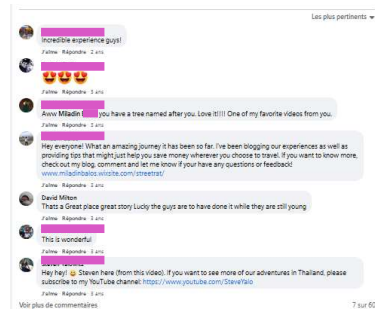 Les plus pertinents
Incredible experience guys!
J'aime Répondre 2 ans
J'aime Répondre 3 ans
Aww Miladin you have a tree named after you. Love it!!!! One of my favorite videos from you.
J'aime Répondre 3 ans
Hey everyone! What an amazing journey it has been so far. I've been blogging our experiences as well as
providing tips that might just help you save money wherever you choose to travel. If you want to know more,
check out my blog, comment and let me know if your have any questions or feedback!
www.miladinbalos.wixsite.com/streetrat/
J'aime Répondre 3 ans
David Milton
Thats a Great place great story Lucky the guys are to have done it while they are still young
J'aime Répondre 3 ans
This is wonderful
J'aime Répondre 3 ans
Hey hey! 😀 Steven here (from this video). If you want to see more of our adventures in Thailand, please
subscribe to my YouTube channel: https://www.youtube.com/SteveYalo
J'aime Répondre 3 ans
Voir plus de commentaires
7 sur 60